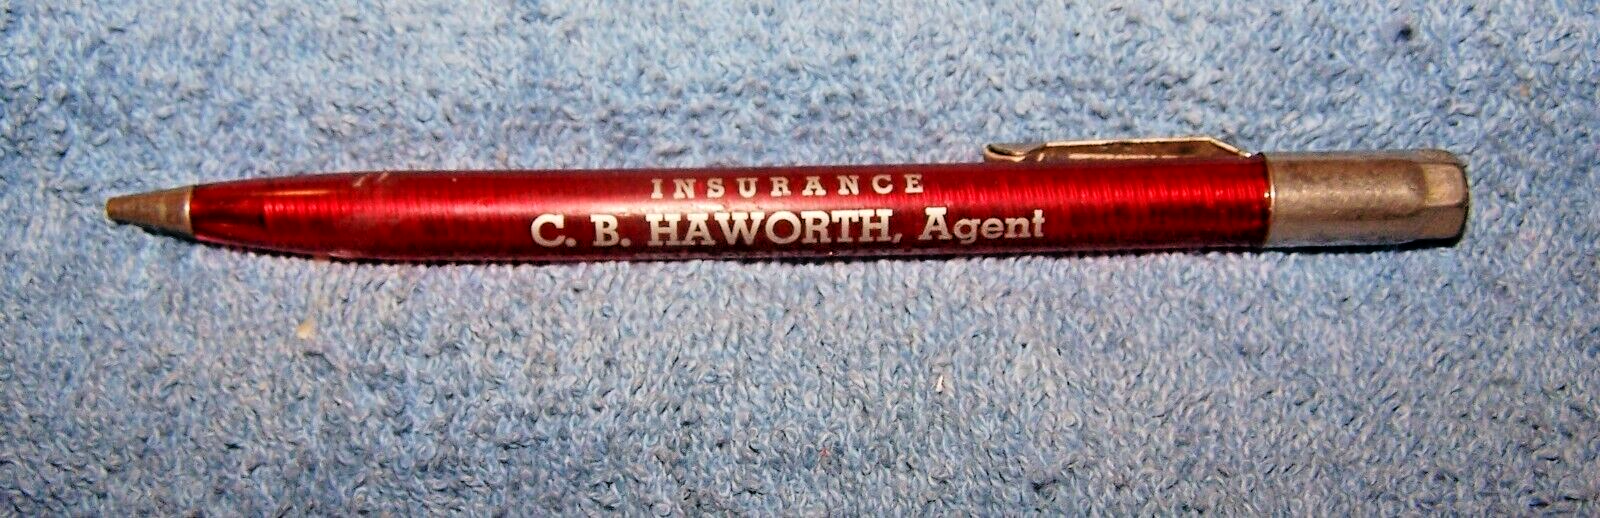 INSURANCE
C. B. HAWORTH, Agent